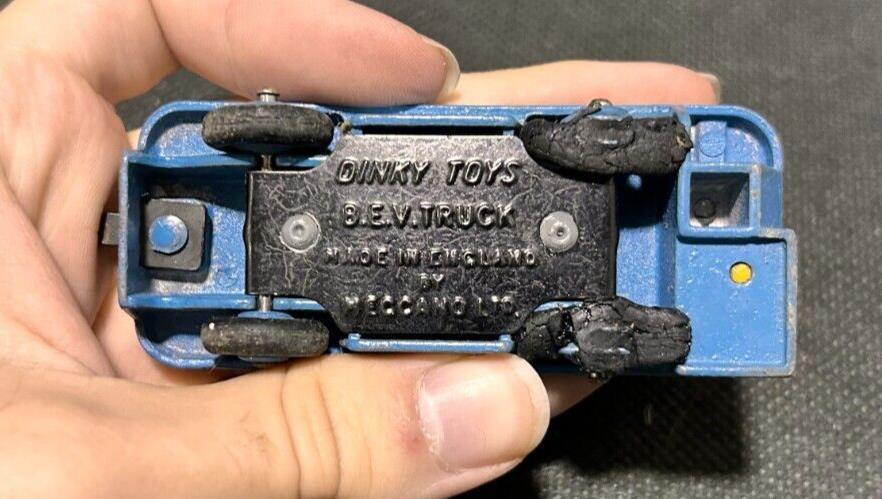 DINKY TOYS
B.E.V. TRUCK
MADE IN ENGLAND
BY
MECCANO LTD.